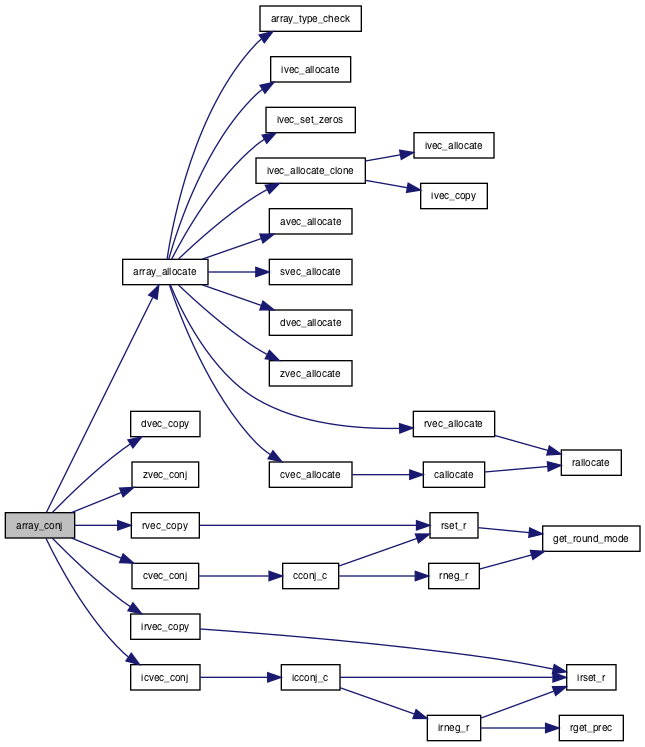 array_type_check
ivec_allocate
ivec_set_zeros
ivec_allocate
ivec_allocate_clone
ivec_copy
avec_allocate
array_allocate
svec_allocate
dvec_allocate
zvec_allocate
dvec_copy
rvec_allocate
rallocate
zvec_conj
cvec_allocate
callocate
array_conj
rvec_copy
rset_r
get_round_mode
cvec_conj
cconj_c
rneg_r
irvec_copy
icvec_conj
icconj_c
irset_r
irneg_r
rget_prec